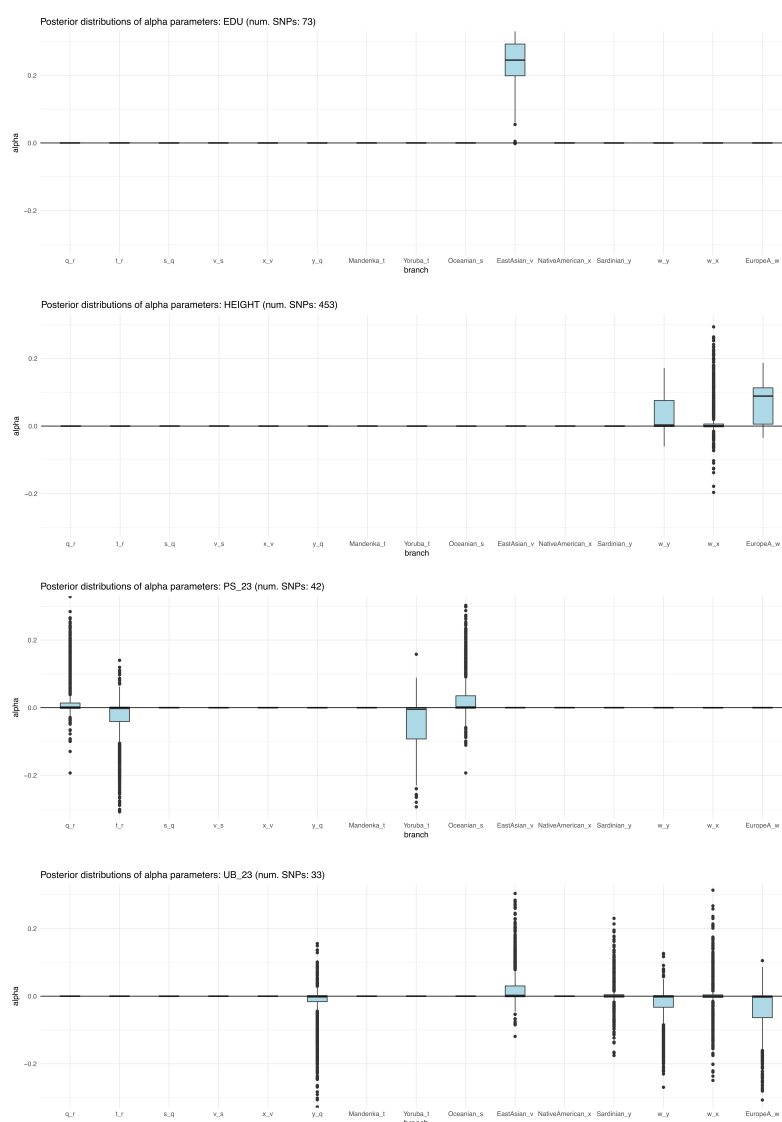 Posterior distributions of alpha parameters: EDU (num. SNPs: 73)
0.2
0.0
−0.2
alpha
q_r t_r s_q v_s x_v y_q Mandenka_t Yoruba_t Oceanian_s EastAsian_v NativeAmerican_x Sardinian_y w_y w_x EuropeA_w
branch
Posterior distributions of alpha parameters: HEIGHT (num. SNPs: 453)
0.2
0.0
−0.2
alpha
q_r t_r s_q v_s x_v y_q Mandenka_t Yoruba_t Oceanian_s EastAsian_v NativeAmerican_x Sardinian_y w_y w_x EuropeA_w
branch
Posterior distributions of alpha parameters: PS_23 (num. SNPs: 42)
0.2
0.0
−0.2
alpha
q_r t_r s_q v_s x_v y_q Mandenka_t Yoruba_t Oceanian_s EastAsian_v NativeAmerican_x Sardinian_y w_y w_x EuropeA_w
branch
Posterior distributions of alpha parameters: UB_23 (num. SNPs: 33)
0.2
0.0
−0.2
alpha
q_r t_r s_q v_s x_v y_q Mandenka_t Yoruba_t Oceanian_s EastAsian_v NativeAmerican_x Sardinian_y w_y w_x EuropeA_w